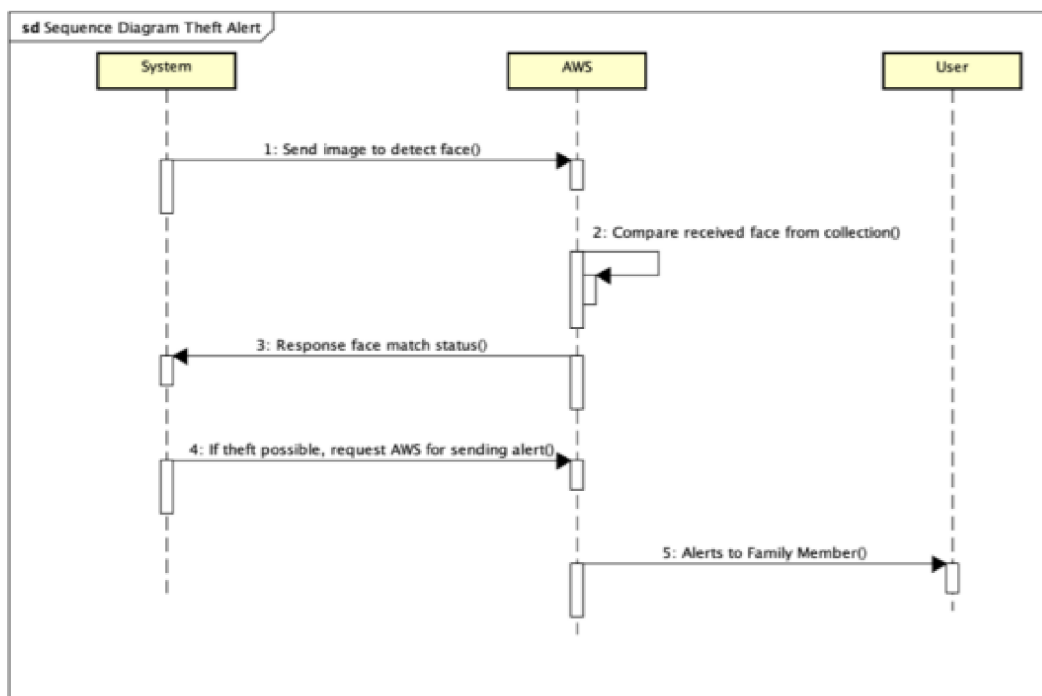 sd Sequence Diagram Theft Alert
System
AWS
User
1: Send image to detect face()
2: Compare received face from collection()
3: Response face match status()
4: If theft possible, request AWS for sending alert()
5: Alerts to Family Member()